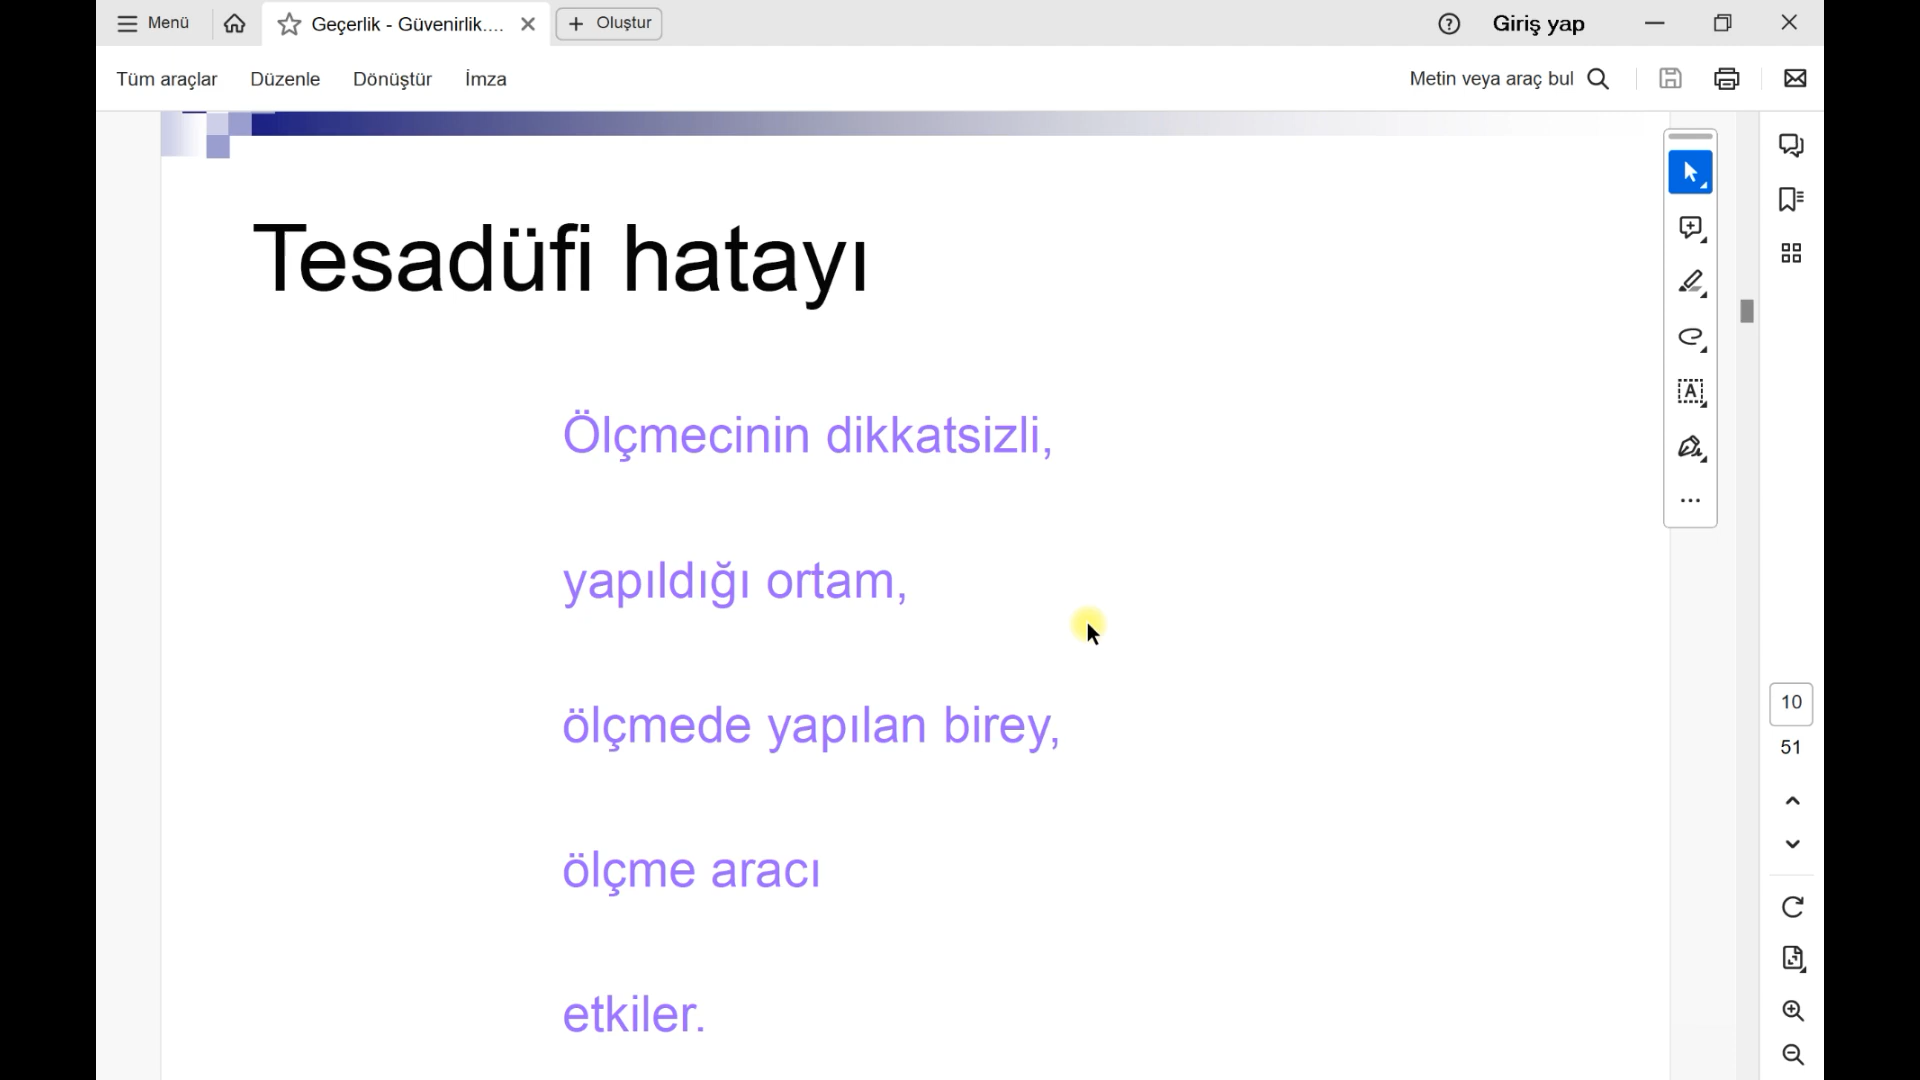 Menü
Geçerlik - Güvenirlik....
Oluştur
Giriş yap
Tüm araçlar
Düzenle
Dönüştür
İmza
Metin veya araç bul
Tesadüfi hatayı
Ölçmecinin dikkatsizli,
yapıldığı ortam,
ölçmede yapılan birey,
ölçme aracı
etkiler.
10
51